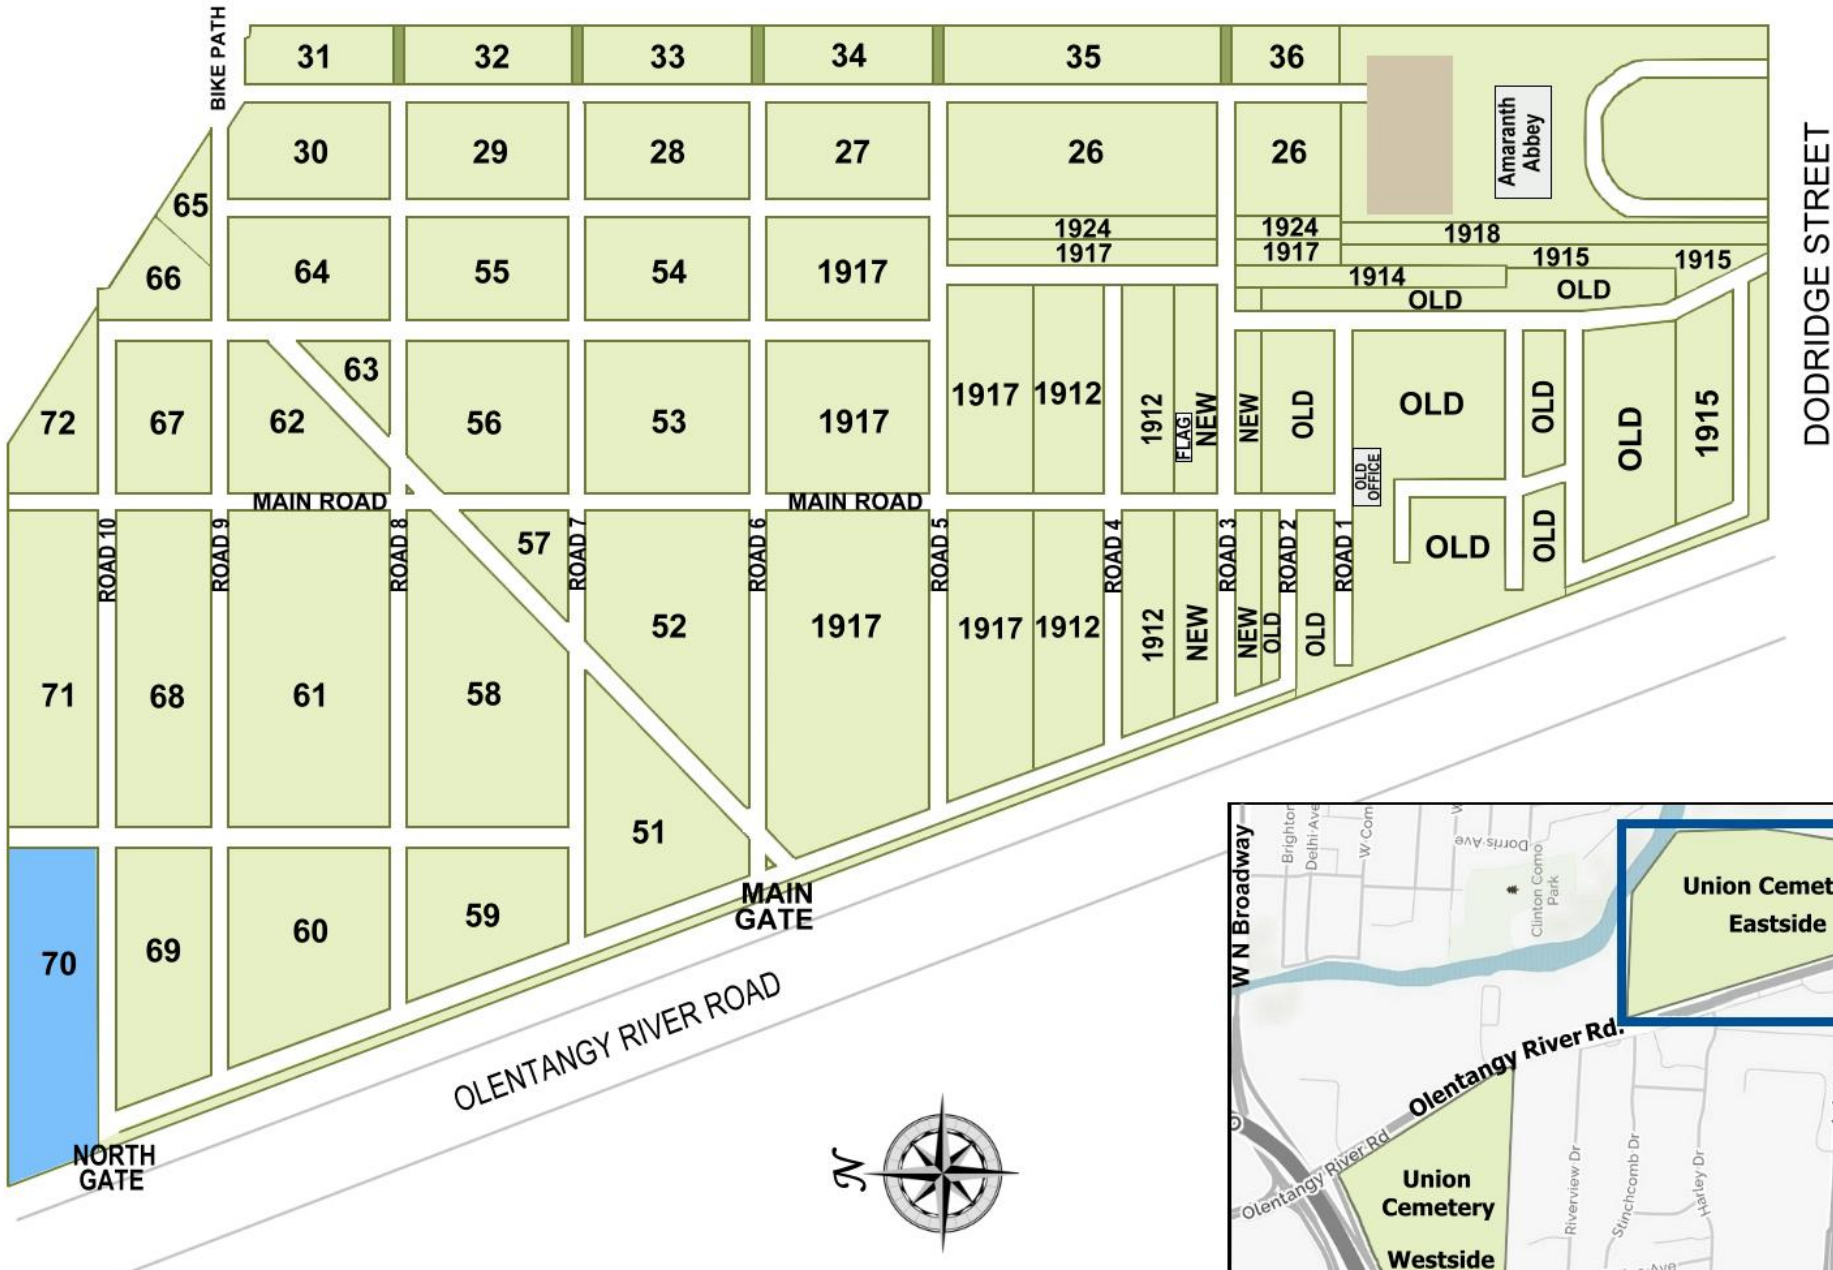 BIKE PATH
31
32
33
34
35
36
30
29
28
27
26
26
Amaranth
Abbey
DODRIDGE STREET
65
66
64
55
54
1917
1924
1917
1924
1917
1918
1915
1915
1914
OLD
OLD
72
67
62
63
56
53
1917
1917
1912
1912
FLAG
NEW
NEW
OLD
OLD
OLD
OLD
1915
OLD
OFFICE
MAIN ROAD
MAIN ROAD
ROAD 10
ROAD 9
ROAD 8
ROAD 7
ROAD 6
ROAD 5
ROAD 4
ROAD 3
ROAD 2
ROAD 1
57
OLD
OLD
71
68
61
58
52
1917
1917
1912
1912
NEW
NEW
OLD
OLD
51
70
69
60
59
MAIN
GATE
NORTH
GATE
OLENTANGY RIVER ROAD
N
W N Broadway
Brighton
Delhi Ave
W Com
W
Dorris Ave
Clinton Como
Park
Union Cemet
Eastside
Olentangy River Rd.
Olentangy River Rd
Union
Cemetery
Westside
Riverview Dr
Stinchcomb Dr
Harley Dr
Ave